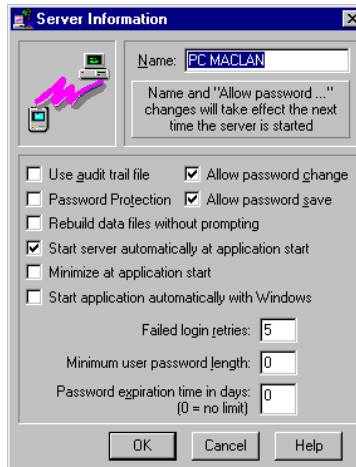 Server Information
Name: PC MACLAN
Name and "Allow password ..."
changes will take effect the next
time the server is started
Use audit trail file Allow password change
Password Protection Allow password save
Rebuild data files without prompting
Start server automatically at application start
Minimize at application start
Start application automatically with Windows
Failed login retries: 5
Minimum user password length: 0
Password expiration time in days: 0
(0 = no limit)
OK Cancel Help